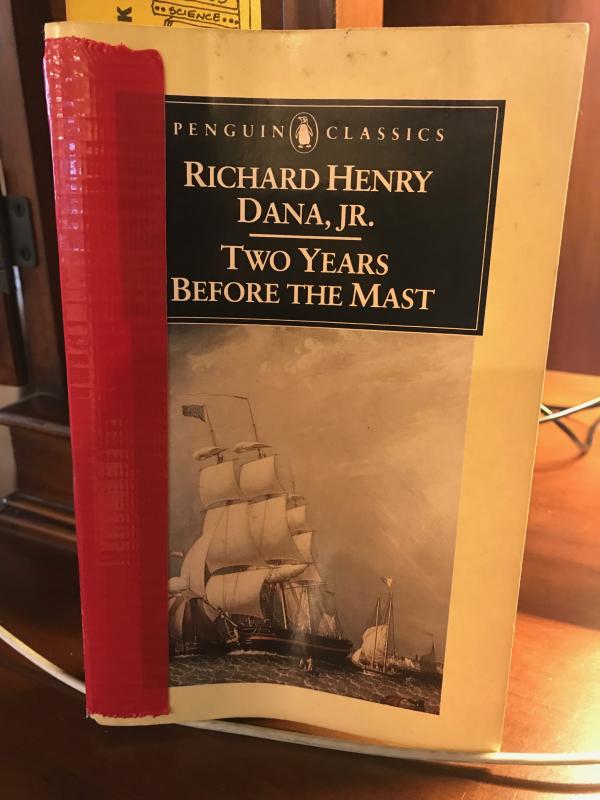 SCIENCE
K
PENGUIN CLASSICS
RICHARD HENRY
DANA, JR.
TWO YEARS
BEFORE THE MAST